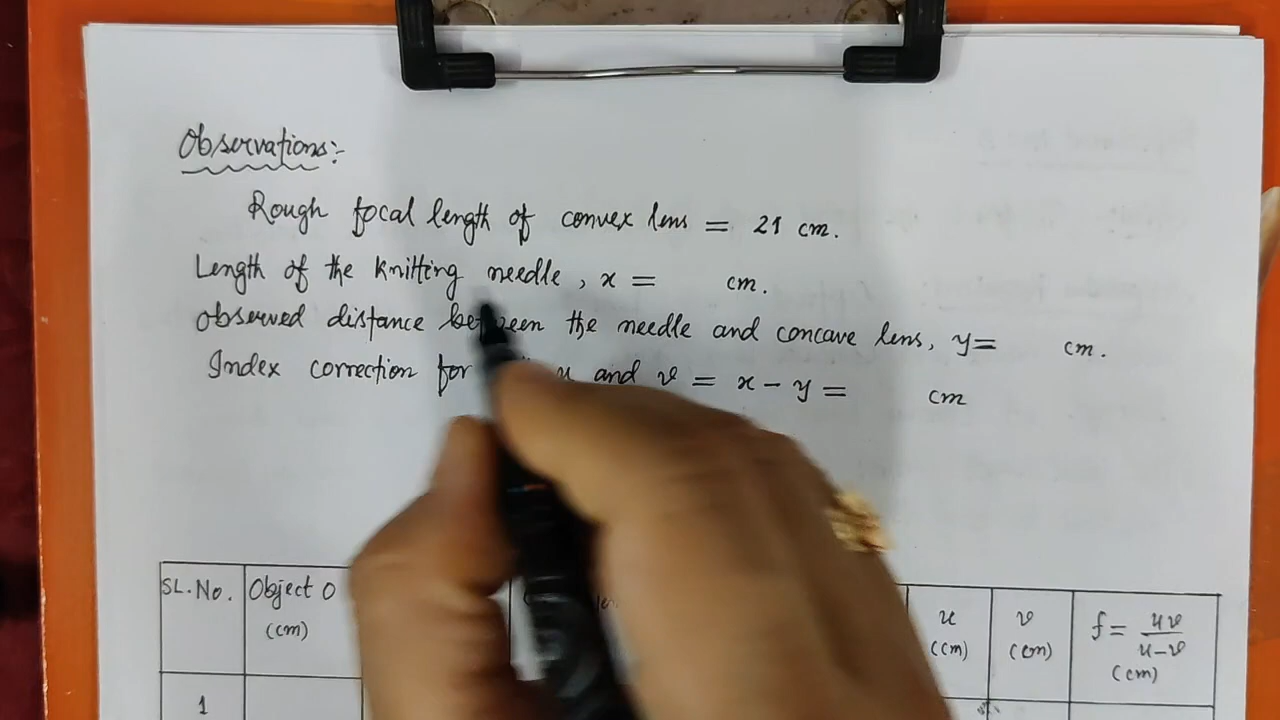 Observations:-
Rough focal length of convex lens = 21 cm.
Length of the knitting needle, x = cm.
Observed distance between the needle and concave lens, y = cm.
Index correction for u and v = x - y = cm
SL. No. Object O (cm) u (cm) v (cm) f = uv/u-v (cm)
1